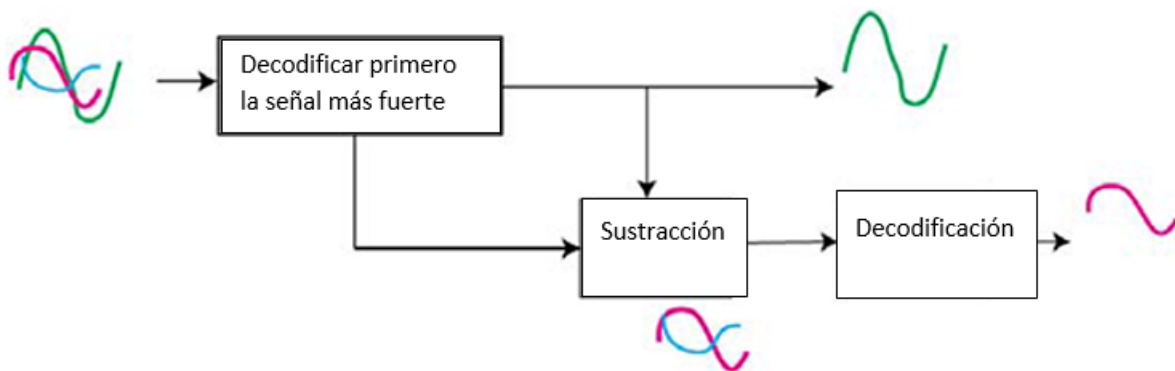 Decodificar primero
la señal más fuerte
Sustracción
Decodificación